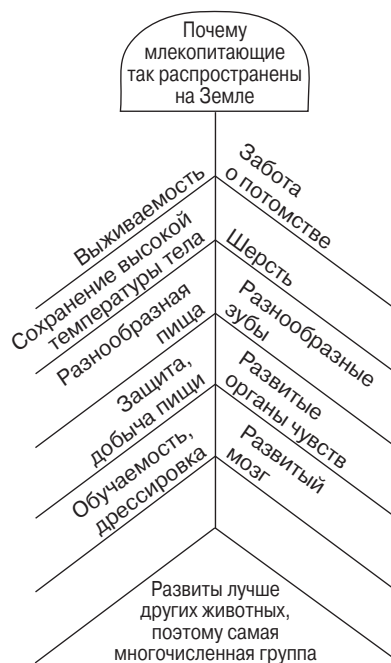 Почему
млекопитающие
так распространены
на Земле
Выживаемость
Забота
о потомстве
Сохранение высокой
температуры тела
Шерсть
Разнообразная
пища
Разнообразные
зубы
Защита,
добыча пищи
Развитые
органы чувств
Обучаемость,
дрессировка
Развитый
мозг
Развиты лучше
других животных,
поэтому самая
многочисленная группа